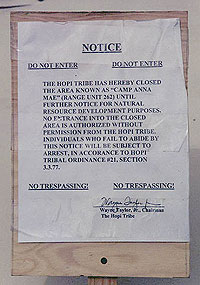 NOTICE
DO NOT ENTER DO NOT ENTER
THE HOPI TRIBE HAS HEREBY CLOSED
THE AREA KNOWN AS "CAMP ANNA
MAE" (RANGE UNIT 262) UNTIL
FURTHER NOTICE FOR NATURAL
RESOURCE DEVELOPMENT PURPOSES.
NO ENTRANCE INTO THE CLOSED
AREA IS AUTHORIZED WITHOUT
PERMISSION FROM THE HOPI TRIBE.
INDIVIDUALS WHO FAIL TO ABIDE BY
THIS NOTICE WILL BE SUBJECT TO
ARREST, IN ACCORANCE TO HOPI
TRIBAL ORDINANCE #21, SECTION
3.3.77.
NO TRESPASSING! NO TRESPASSING!
Wayne Taylor, Jr.
Wayne Taylor, Jr., Chairman
The Hopi Tribe